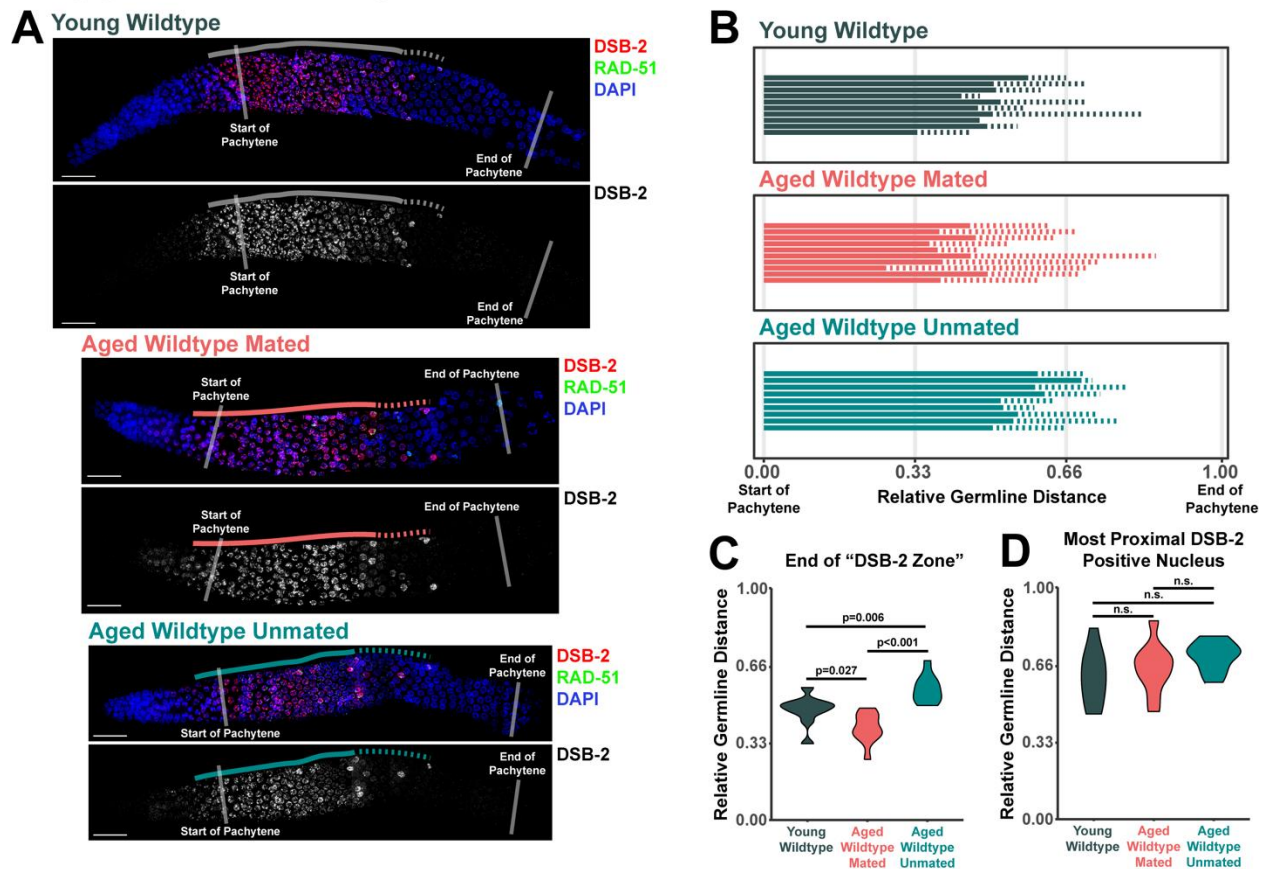 A
Young Wildtype
DSB-2
RAD-51
DAPI
Start of
Pachytene
End of
Pachytene
DSB-2
Start of
Pachytene
End of
Pachytene
Aged Wildtype Mated
DSB-2
RAD-51
DAPI
Start of
Pachytene
End of Pachytene
DSB-2
Start of
Pachytene
End of Pachytene
Aged Wildtype Unmated
DSB-2
RAD-51
DAPI
End of
Pachytene
Start of Pachytene
DSB-2
End of
Pachytene
Start of Pachytene
B
Young Wildtype
Aged Wildtype Mated
Aged Wildtype Unmated
0.00
0.33
0.66
1.00
Start of
Pachytene
Relative Germline Distance
End of
Pachytene
C
End of “DSB-2 Zone”
Relative Germline Distance
1.00
0.66
0.33
0.00
p=0.006
p<0.001
p=0.027
Young
Wildtype
Aged
Wildtype
Mated
Aged
Wildtype
Unmated
D
Most Proximal DSB-2
Positive Nucleus
Relative Germline Distance
1.00
0.66
0.33
0.00
n.s.
n.s.
n.s.
Young
Wildtype
Aged
Wildtype
Mated
Aged
Wildtype
Unmated